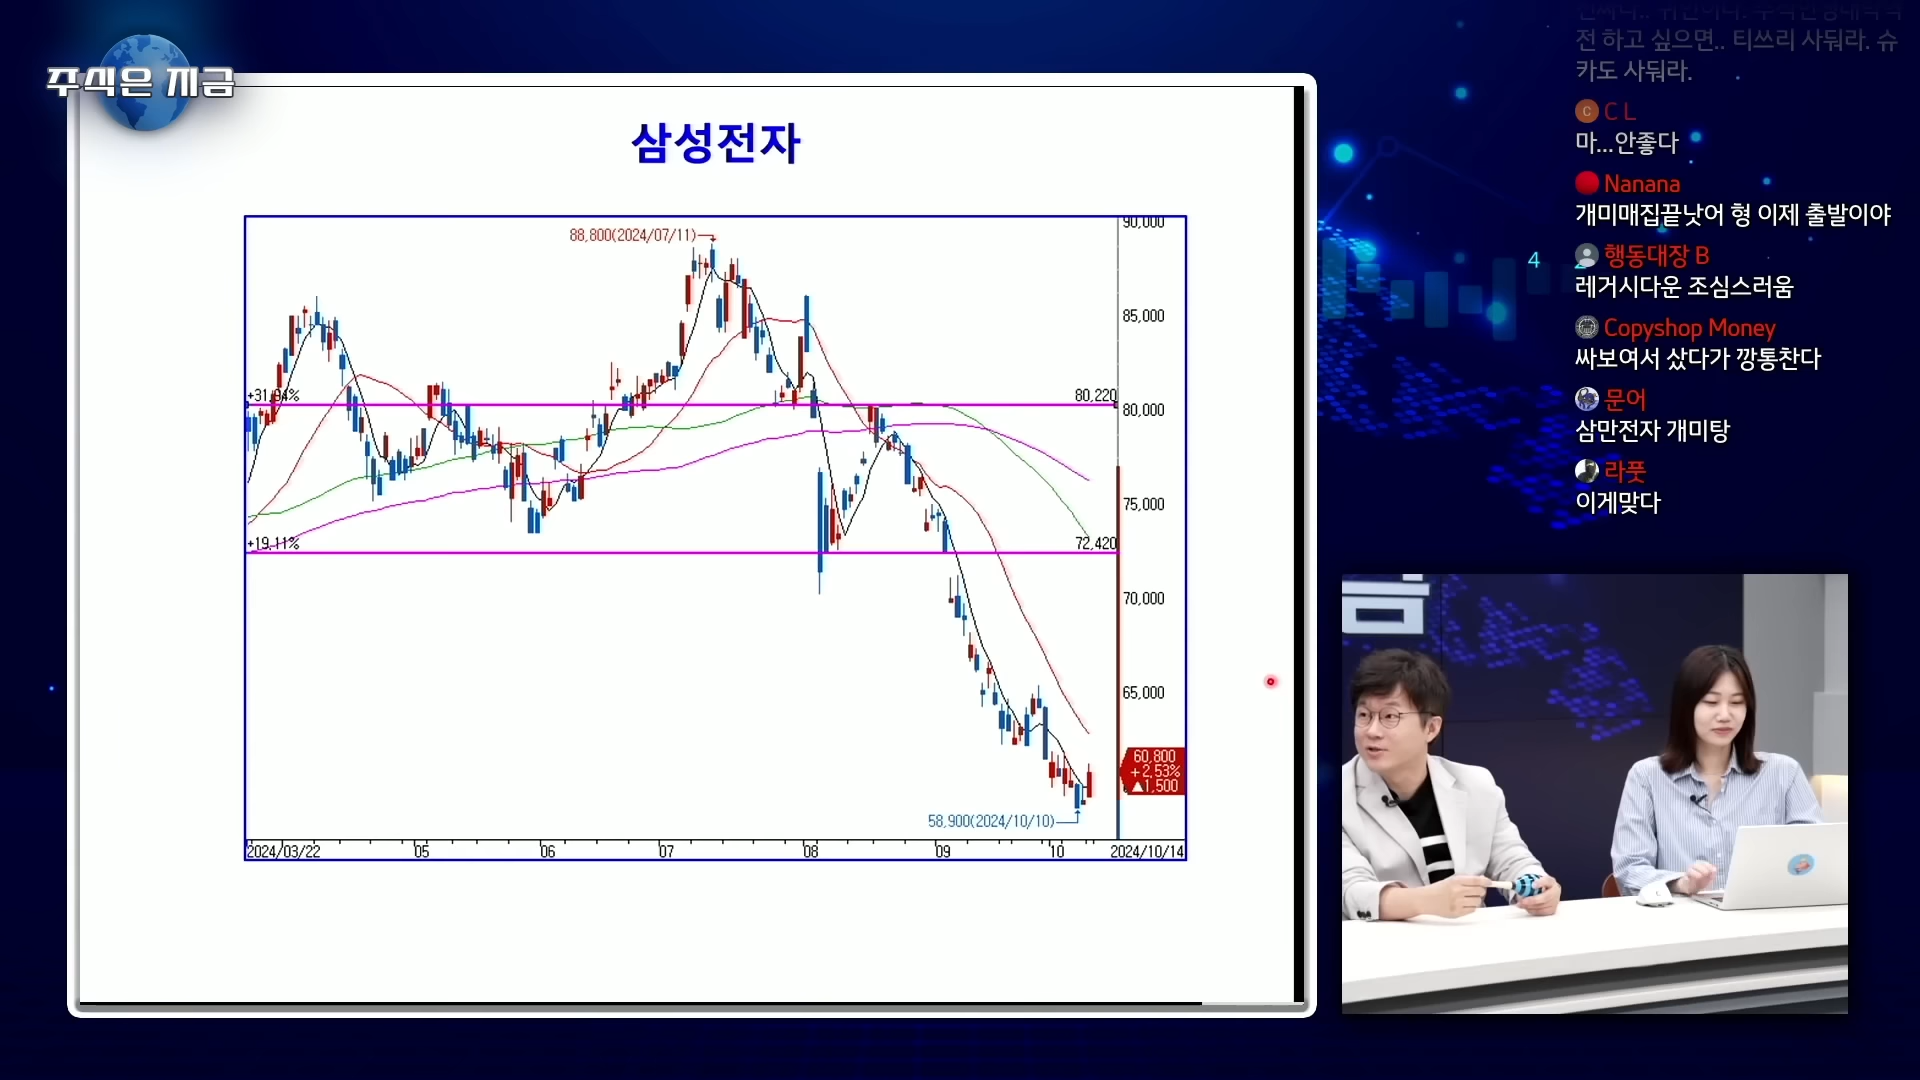 주식은 지금
삼성전자
90,000
88,800(2024/07/11)
85,000
+31.94%
80,220
80,000
75,000
+19.11%
72,420
70,000
65,000
60,800
+2.53%
▲1,500
58,900(2024/10/10)
2024/03/22
05
06
07
08
09
10
2024/10/14
전 하고 싶으면.. 티쓰리 사둬라. 슈
카도 사둬라.
C
C L
마...안좋다
Nanana
개미매집끝낫어 형 이제 출발이야
행동대장 B
레거시다운 조심스러움
Copyshop Money
싸보여서 샀다가 깡통찬다
문어
삼만전자 개미탕
라풋
이게맞다
4